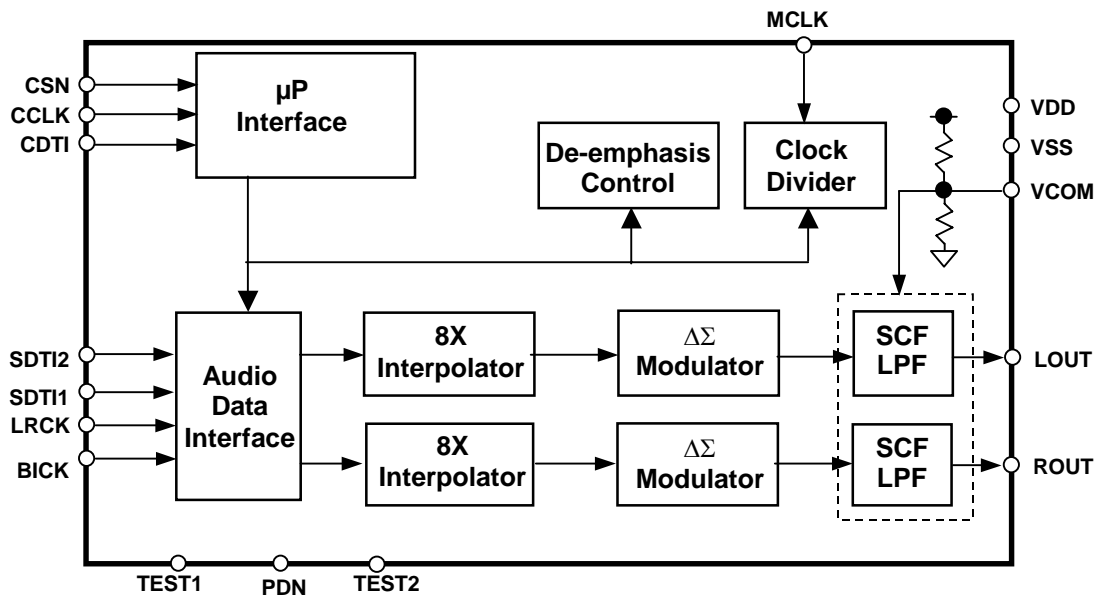 MCLK
CSN
CCLK
CDTI
µP
Interface
De-emphasis
Control
Clock
Divider
VDD
VSS
VCOM
SDTI2
SDTI1
LRCK
BICK
Audio
Data
Interface
8X
Interpolator
ΔΣ
Modulator
SCF
LPF
LOUT
8X
Interpolator
ΔΣ
Modulator
SCF
LPF
ROUT
TEST1
PDN
TEST2